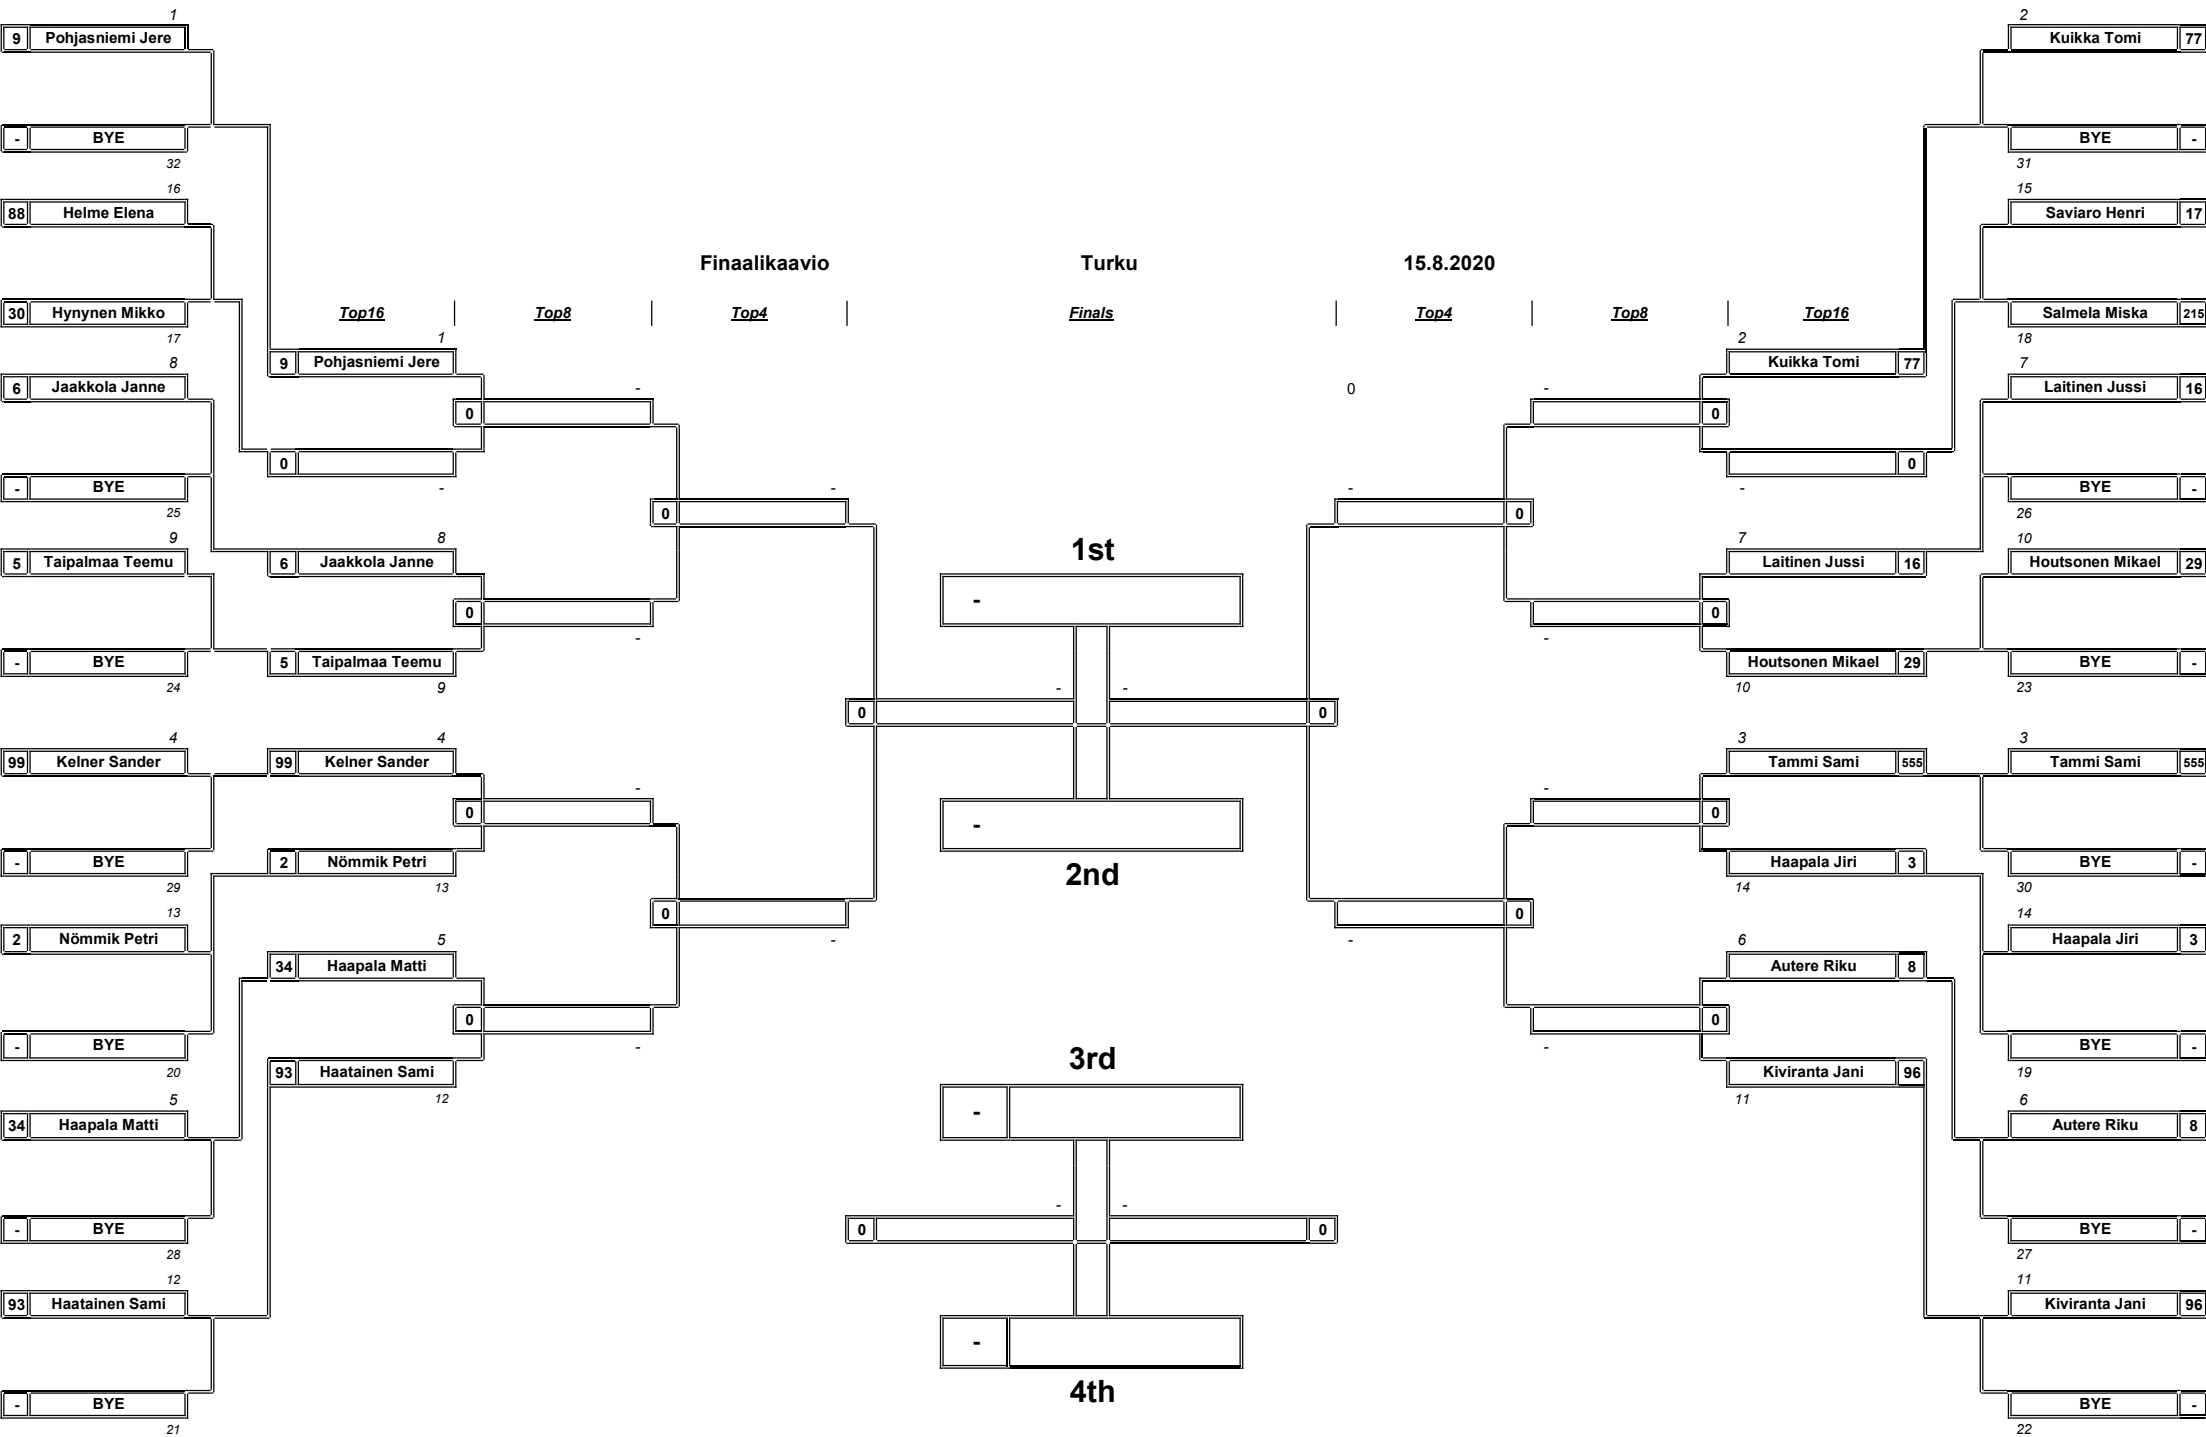 1
9 Pohjasniemi Jere
- BYE
32
16
88 Helme Elena
30 Hynynen Mikko
17
8
6 Jaakkola Janne
- BYE
25
9
5 Taipalmaa Teemu
- BYE
24
4
99 Kelner Sander
- BYE
29
13
2 Nömmik Petri
- BYE
20
5
34 Haapala Matti
- BYE
28
12
93 Haatainen Sami
- BYE
21
Finaalikaavio Turku 15.8.2020
Top16 Top8 Top4 Finals Top4 Top8 Top16
1
9 Pohjasniemi Jere
0
-
8
6 Jaakkola Janne
5 Taipalmaa Teemu
9
4
99 Kelner Sander
2 Nömmik Petri
13
5
34 Haapala Matti
93 Haatainen Sami
12
-
0
0
-
-
0
0
-
-
0
0
-
1st
-
- -
0 0
-
2nd
3rd
-
- -
0 0
-
4th
0
-
0
0
-
-
0
0
-
-
0
0
-
2
Kuikka Tomi 77
0
-
7
Laitinen Jussi 16
Houtsonen Mikael 29
10
3
Tammi Sami 555
Haapala Jiri 3
14
6
Autere Riku 8
Kiviranta Jani 96
11
2
Kuikka Tomi 77
BYE -
31
15
Saviaro Henri 17
Salmela Miska 215
18
7
Laitinen Jussi 16
BYE -
26
10
Houtsonen Mikael 29
BYE -
23
3
Tammi Sami 555
BYE -
30
14
Haapala Jiri 3
BYE -
19
6
Autere Riku 8
BYE -
27
11
Kiviranta Jani 96
BYE -
22